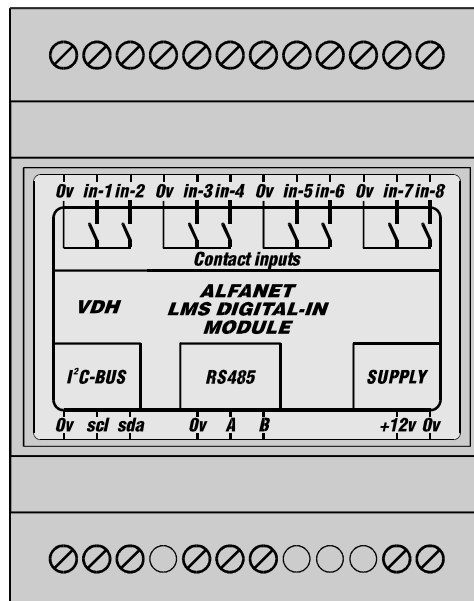 0v in-1 in-2 0v in-3 in-4 0v in-5 in-6 0v in-7 in-8
Contact inputs
VDH
ALFANET
LMS DIGITAL-IN
MODULE
I²C-BUS RS485 SUPPLY
0v scl sda 0v A B +12v 0v